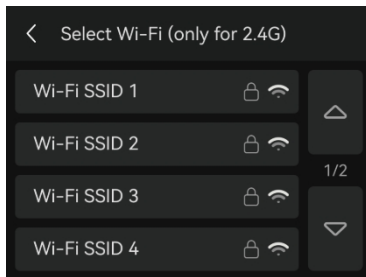 Select Wi-Fi (only for 2.4G)
Wi-Fi SSID 1
Wi-Fi SSID 2
1/2
Wi-Fi SSID 3
Wi-Fi SSID 4